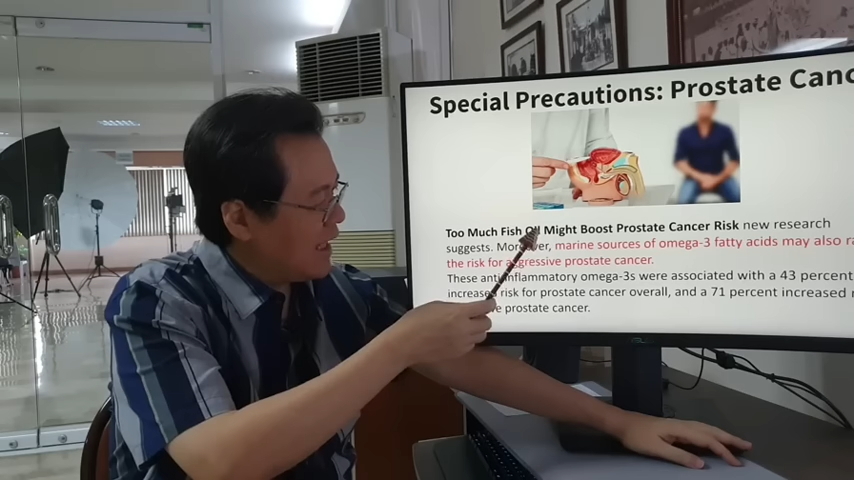 Special Precautions: Prostate Canc
Too Much Fish Oil Might Boost Prostate Cancer Risk new research
suggests. Moreover, marine sources of omega-3 fatty acids may also ra
the risk for aggressive prostate cancer.
These anti-inflammatory omega-3s were associated with a 43 percent
increased risk for prostate cancer overall, and a 71 percent increased r
prostate cancer.